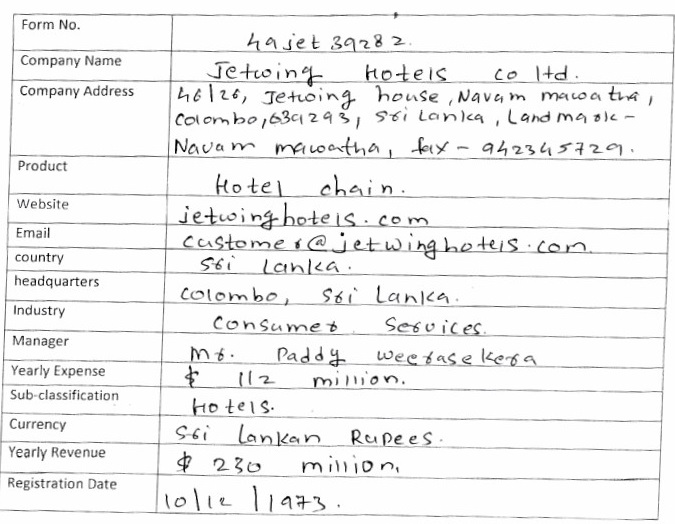 Form No.
49jet39282.
Company Name
Jetwing Hotels co ltd.
Company Address
46/26, Jetwing house, Navam mawatha,
Colombo, 639293, Sri Lanka, Landmark-
Navam mawatha, fax - 942345729.
Product
Hotel chain.
Website
jetwinghotels.com
Email
customer@jetwinghotels.com
country
Sri Lanka.
headquarters
Colombo, Sri Lanka.
Industry
Consumer Services.
Manager
Mr. Paddy Weerasekera
Yearly Expense
$ 112 million.
Sub-classification
Hotels.
Currency
Sri Lankan Rupees.
Yearly Revenue
$ 230 million.
Registration Date
10/12/1973.